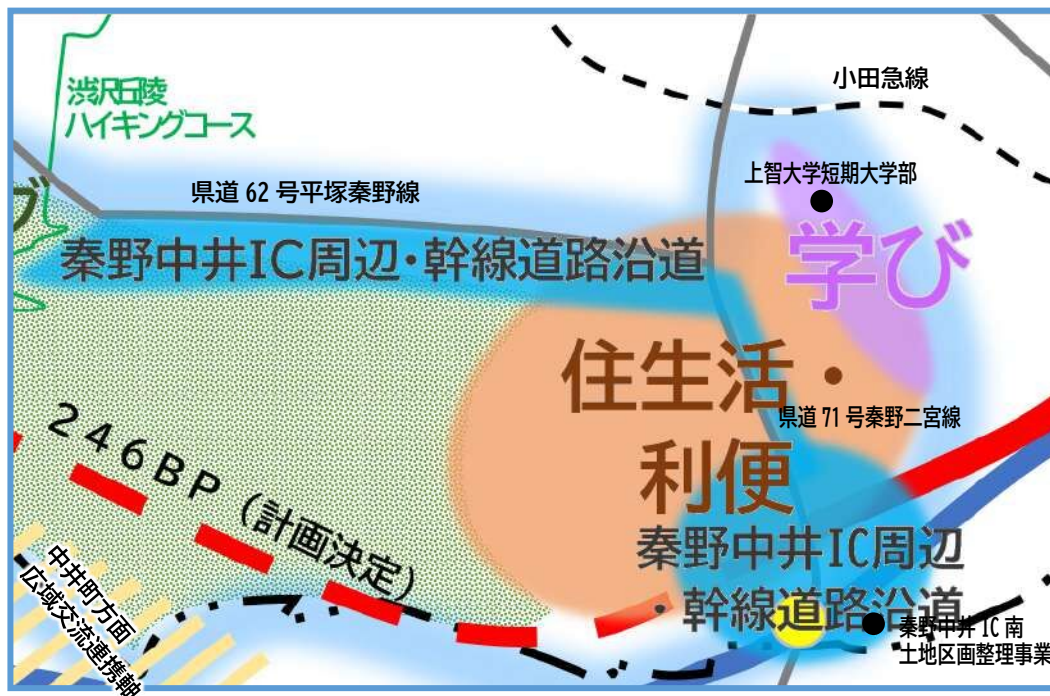 小田急線
渋沢丘陵
ハイキングコース
上智大学短期大学部
県道 62 号平塚秦野線
学び
秦野中井IC周辺・幹線道路沿道
住生活・
利便
県道 71 号秦野二宮線
246BP（計画決定）
秦野中井IC周辺
・幹線道路沿道
中井町方面
広域交流連携軸
秦野中井 IC 南
土地区画整理事業